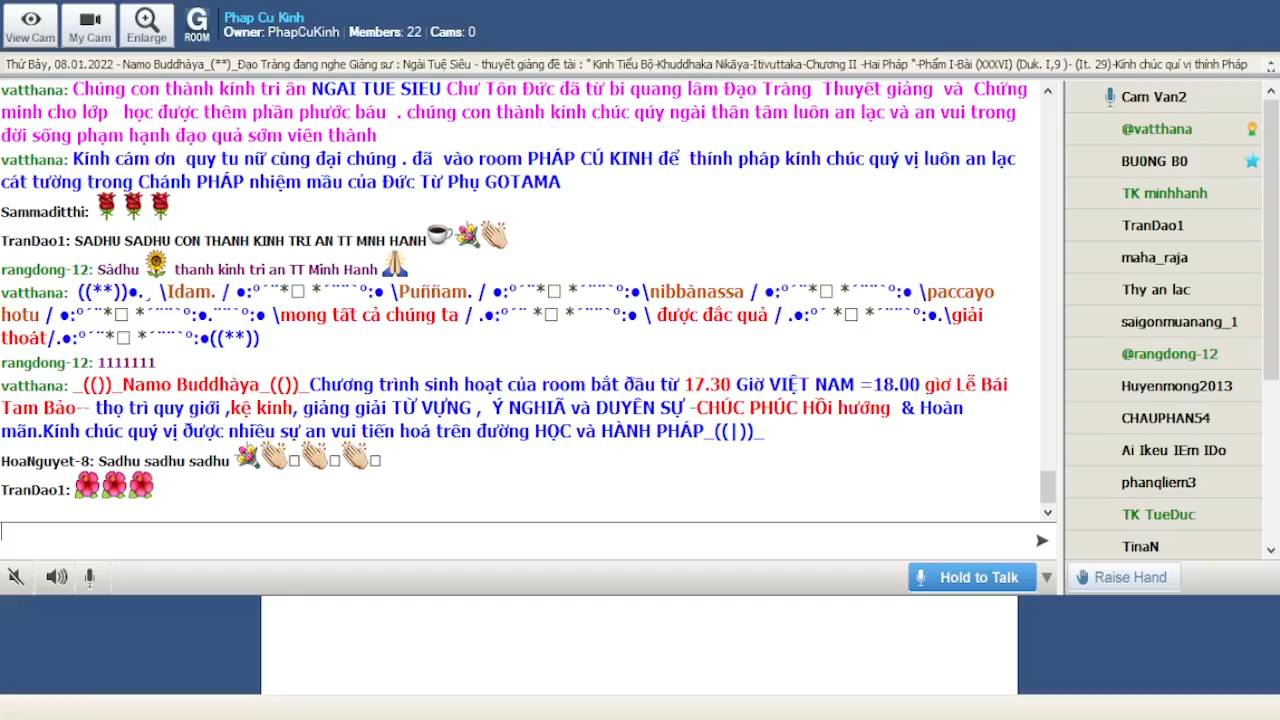 Phap Cu Kinh
G
ROOM
Owner: PhapCuKinh | Members: 22 | Cams: 0
View Cam My Cam Enlarge
Thứ Bảy, 08.01.2022 - Namo Buddhàya_(**)_Đạo Tràng đang nghe Giảng sư : Ngài Tuệ Siêu - thuyết giảng đề tài : " Kinh Tiểu Bộ-Khuddhaka Nikāya-Itivuttaka-Chương II -Hai Pháp "-Phẩm I-Bài (XXXVI) (Duk. I,9 ) - (It. 29)-Kính chúc quí vị thính Pháp
vatthana: Chúng con thành kính tri ân NGAI TUE SIEU Chư Tôn Đức đã từ bi quang lâm Đạo Tràng Thuyết giảng và Chứng
minh cho lớp học được thêm phần phước báu . chúng con thành kính chúc qúy ngài thân tâm luôn an lạc và an vui trong
đời sống phạm hạnh đạo quả sớm viên thành
vatthana: Kính cám ơn quy tu nữ cùng đại chúng . đã vào room PHÁP CÚ KINH để thính pháp kính chúc quý vị luôn an lạc
cát tường trong Chánh PHÁP nhiệm mầu của Đức Từ Phụ GOTAMA
Sammaditthi:
TranDao1: SADHU SADHU CON THANH KINH TRI AN TT MNH HANH
rangdong-12: Sàdhu thanh kinh tri an TT Minh Hanh
vatthana: ((**))●.¸ \Idam. / ●:º´¨*□ *´¨¨`º:● \Puññam. / ●:º´¨*□ *´¨¨`º:●\nibbànassa / ●:º´¨*□ *´¨¨`º:● \paccayo
hotu / ●:º´¨*□ *´¨¨`º:●.¨¨`º:● \mong tất cả chúng ta / .●:º´¨ *□ *´¨¨`º:● \ được đắc quả / .●:º´ *□ *´¨¨`º:●.\giải
thoát/.●:º´¨*□ *´¨¨`º:●((**))
rangdong-12: 1111111
vatthana: _(())_Namo Buddhàya_(())_Chương trình sinh hoạt của room bắt ðầu từ 17.30 Giờ VIỆT NAM =18.00 giơ Lễ Bái
Tam Bảo-- thọ trì quy giới ,kệ kinh, giảng giải TỪ VỰNG , Ý NGHIÃ và DUYÊN SỰ -CHÚC PHÚC HỒi hướng & Hoàn
mãn.Kính chúc quý vị ðược nhiều sự an vui tiến hoá trên đường HỌC và HÀNH PHÁP_((|))_
HoaNguyet-8: Sadhu sadhu sadhu
TranDao1:
Hold to Talk
Cam Van2
@vatthana
BU0NG B0
TK minhhanh
TranDao1
maha_raja
Thy an lac
saigonmuanang_1
@rangdong-12
Huyenmong2013
CHAUPHAN54
Ai Ikeu IEm IDo
phanqliem3
TK TueDuc
TinaN
Raise Hand